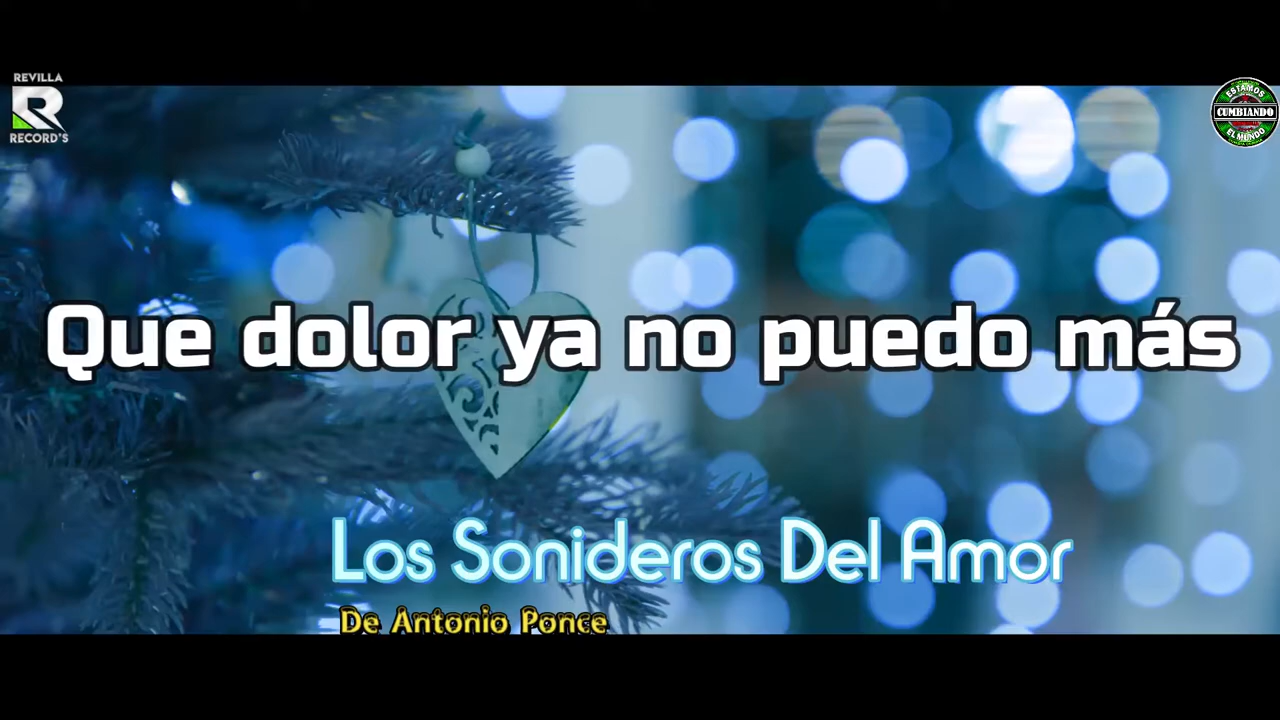 REVILLA
R
RECORD'S
ESTAMOS
CUMBIANDO
EL MUNDO
Que dolor ya no puedo más
Los Sonideros Del Amor
De Antonio Ponce